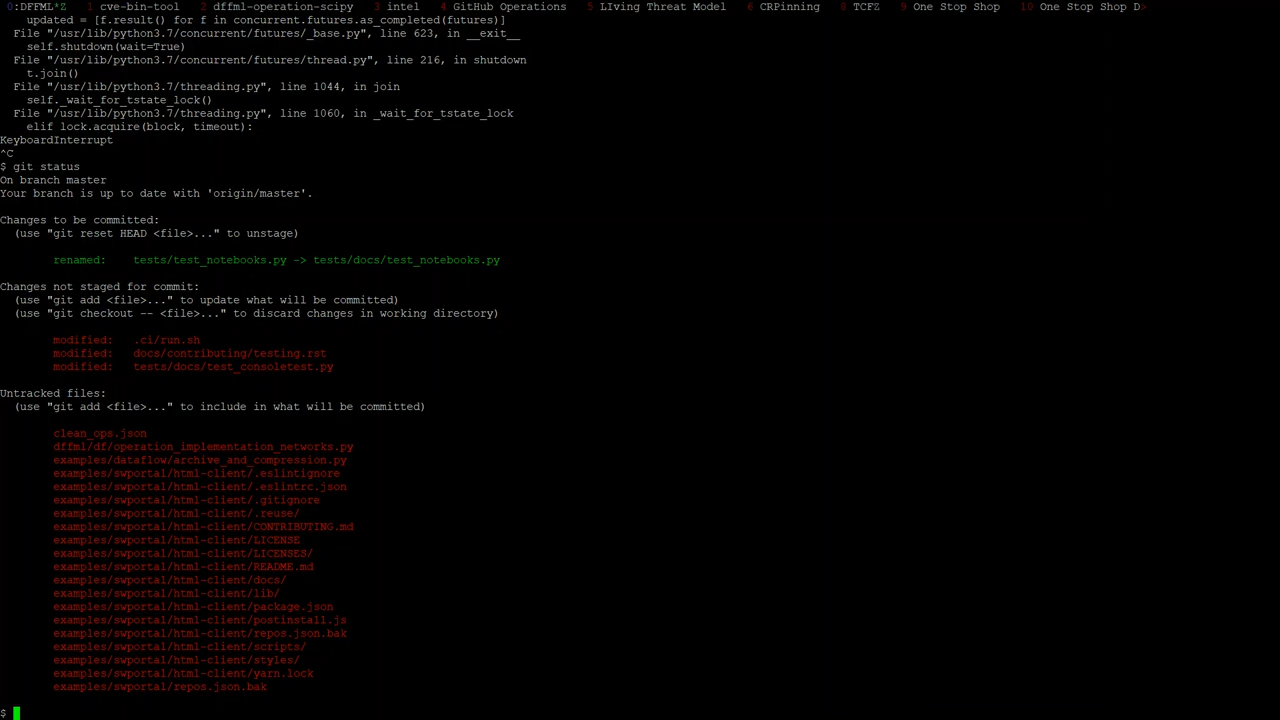 0:DFFML*Z  1 cve-bin-tool  2 dffml-operation-scipy  3 intel  4 GitHub Operations  5 LIving Threat Model  6 CRPinning  8 TCFZ  9 One Stop Shop  10 One Stop Shop D>
updated = [f.result() for f in concurrent.futures.as_completed(futures)]
File "/usr/lib/python3.7/concurrent/futures/_base.py", line 623, in __exit__
self.shutdown(wait=True)
File "/usr/lib/python3.7/concurrent/futures/thread.py", line 216, in shutdown
t.join()
File "/usr/lib/python3.7/threading.py", line 1044, in join
self._wait_for_tstate_lock()
File "/usr/lib/python3.7/threading.py", line 1060, in _wait_for_tstate_lock
elif lock.acquire(block, timeout):
KeyboardInterrupt
^C
$ git status
On branch master
Your branch is up to date with 'origin/master'.
Changes to be committed:
(use "git reset HEAD <file>..." to unstage)
renamed:    tests/test_notebooks.py -> tests/docs/test_notebooks.py
Changes not staged for commit:
(use "git add <file>..." to update what will be committed)
(use "git checkout -- <file>..." to discard changes in working directory)
modified:   .ci/run.sh
modified:   docs/contributing/testing.rst
modified:   tests/docs/test_consoletest.py
Untracked files:
(use "git add <file>..." to include in what will be committed)
clean_ops.json
dffml/df/operation_implementation_networks.py
examples/dataflow/archive_and_compression.py
examples/swportal/html-client/.eslintignore
examples/swportal/html-client/.eslintrc.json
examples/swportal/html-client/.gitignore
examples/swportal/html-client/.reuse/
examples/swportal/html-client/CONTRIBUTING.md
examples/swportal/html-client/LICENSE
examples/swportal/html-client/LICENSES/
examples/swportal/html-client/README.md
examples/swportal/html-client/docs/
examples/swportal/html-client/lib/
examples/swportal/html-client/package.json
examples/swportal/html-client/postinstall.js
examples/swportal/html-client/repos.json.bak
examples/swportal/html-client/scripts/
examples/swportal/html-client/styles/
examples/swportal/html-client/yarn.lock
examples/swportal/repos.json.bak
$